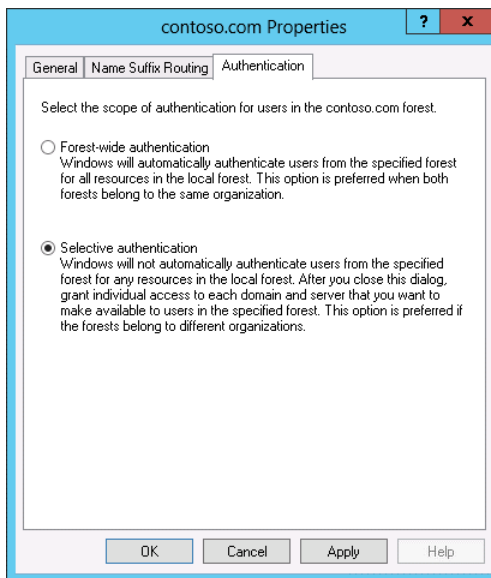 contoso.com Properties
? x
General Name Suffix Routing Authentication
Select the scope of authentication for users in the contoso.com forest.
Forest-wide authentication
Windows will automatically authenticate users from the specified forest
for all resources in the local forest. This option is preferred when both
forests belong to the same organization.
Selective authentication
Windows will not automatically authenticate users from the specified
forest for any resources in the local forest. After you close this dialog,
grant individual access to each domain and server that you want to
make available to users in the specified forest. This option is preferred if
the forests belong to different organizations.
OK Cancel Apply Help